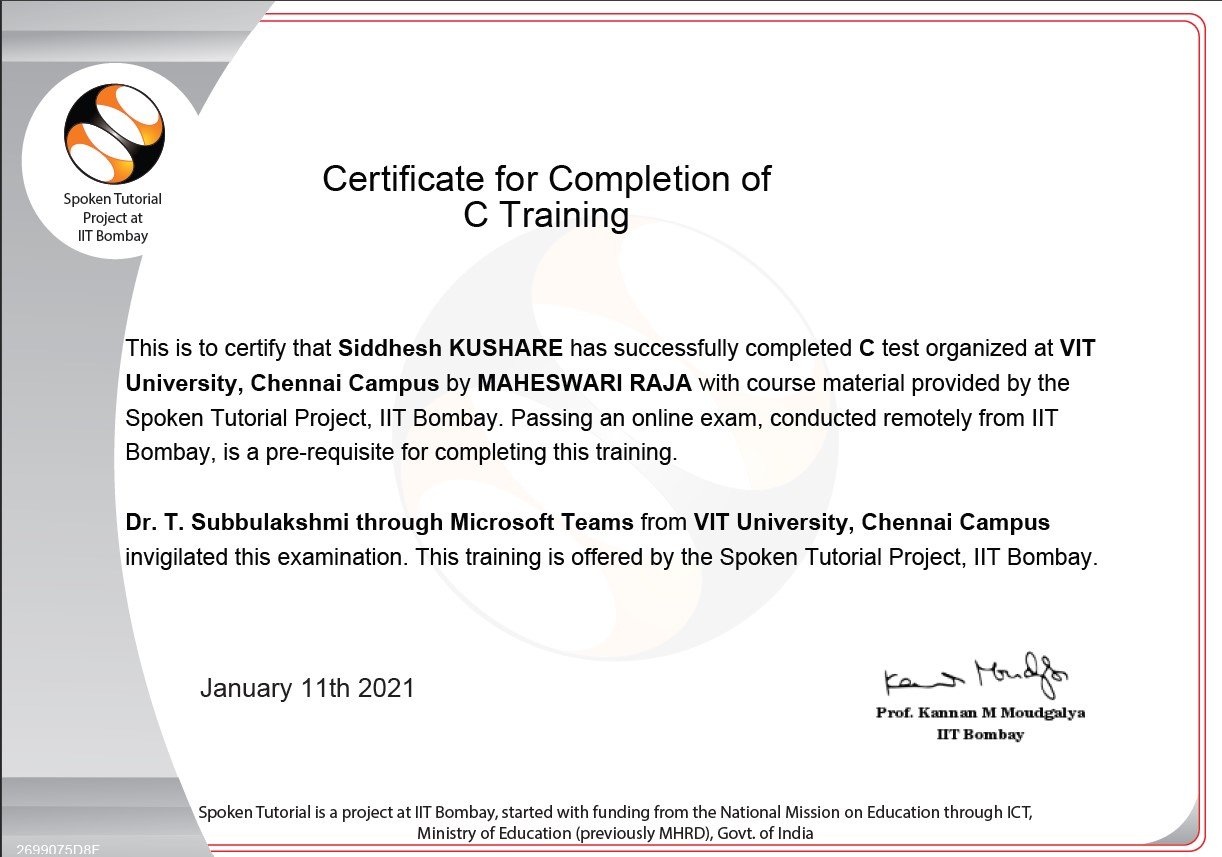 Spoken Tutorial
Project at
IIT Bombay
Certificate for Completion of
C Training
This is to certify that Siddhesh KUSHARE has successfully completed C test organized at VIT
University, Chennai Campus by MAHESWARI RAJA with course material provided by the
Spoken Tutorial Project, IIT Bombay. Passing an online exam, conducted remotely from IIT
Bombay, is a pre-requisite for completing this training.
Dr. T. Subbulakshmi through Microsoft Teams from VIT University, Chennai Campus
invigilated this examination. This training is offered by the Spoken Tutorial Project, IIT Bombay.
January 11th 2021
Kannan Moudgalya
Prof. Kannan M Moudgalya
IIT Bombay
Spoken Tutorial is a project at IIT Bombay, started with funding from the National Mission on Education through ICT,
Ministry of Education (previously MHRD), Govt. of India
2699075D8F